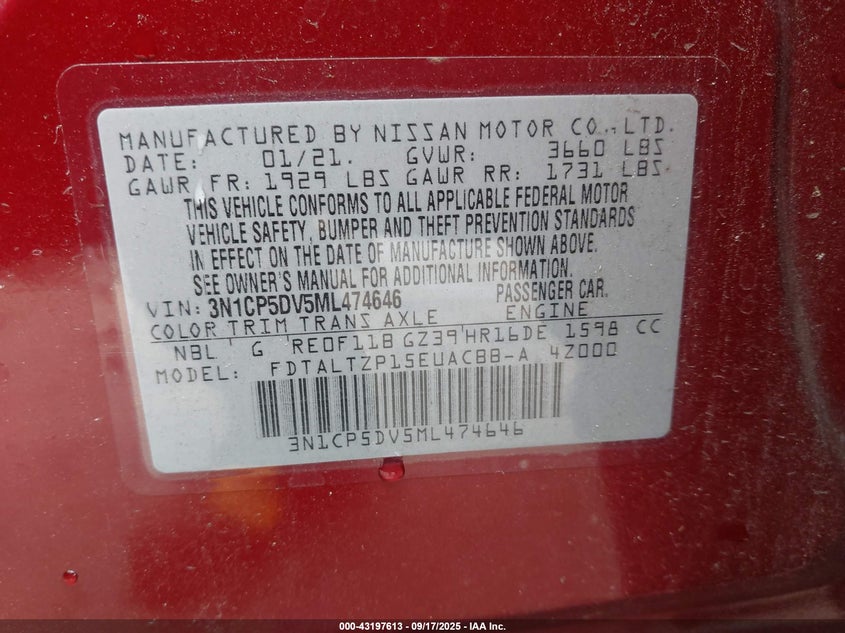 MANUFACTURED BY NISSAN MOTOR CO., LTD.
DATE: 01/21. GVWR: 3660 LBS
GAWR FR: 1929 LBS GAWR RR: 1731 LBS
THIS VEHICLE CONFORMS TO ALL APPLICABLE FEDERAL MOTOR
VEHICLE SAFETY, BUMPER AND THEFT PREVENTION STANDARDS
IN EFFECT ON THE DATE OF MANUFACTURE SHOWN ABOVE.
SEE OWNER'S MANUAL FOR ADDITIONAL INFORMATION.
VIN: 3N1CP5DV5ML474646 PASSENGER CAR.
COLOR TRIM TRANS AXLE ENGINE
NBL ' G RE0F11B GZ39'HR16DE 1598 CC
MODEL: FDTALTZP15EUACBB-A 4Z000
3N1CP5DV5ML474646
000-43197613 - 09/17/2025 - IAA Inc.